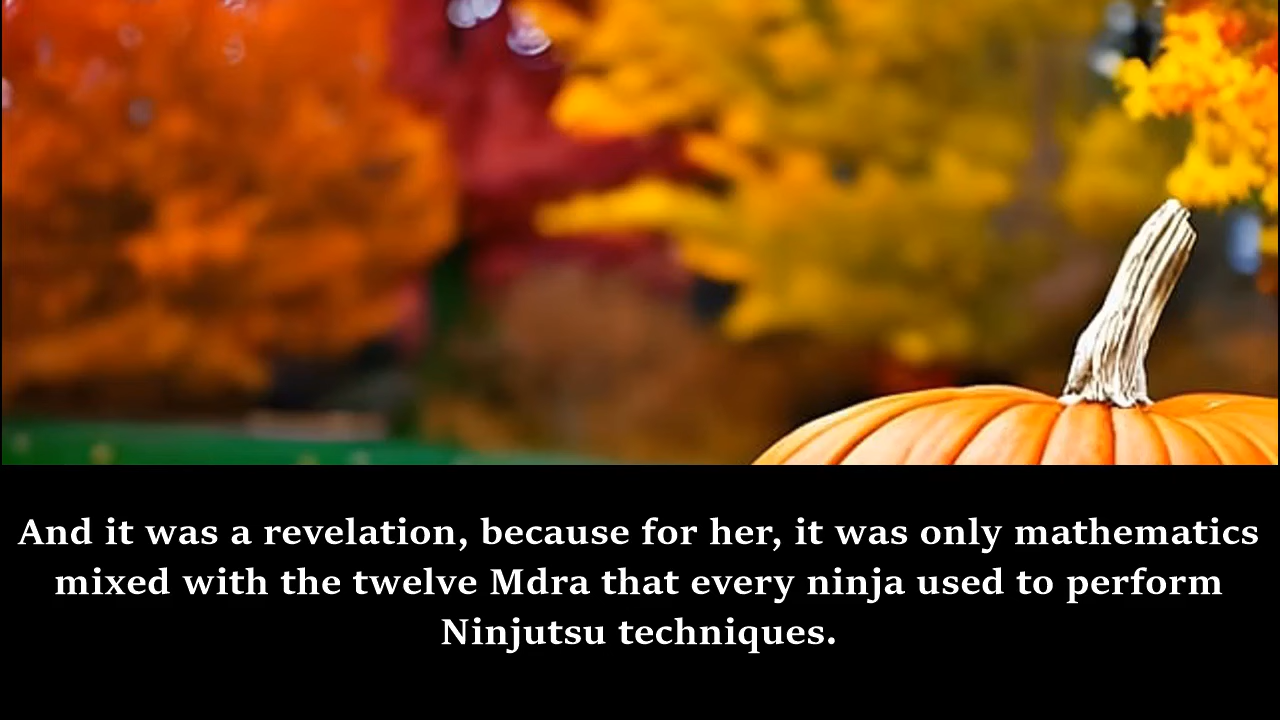 And it was a revelation, because for her, it was only mathematics
mixed with the twelve Mdra that every ninja used to perform
Ninjutsu techniques.